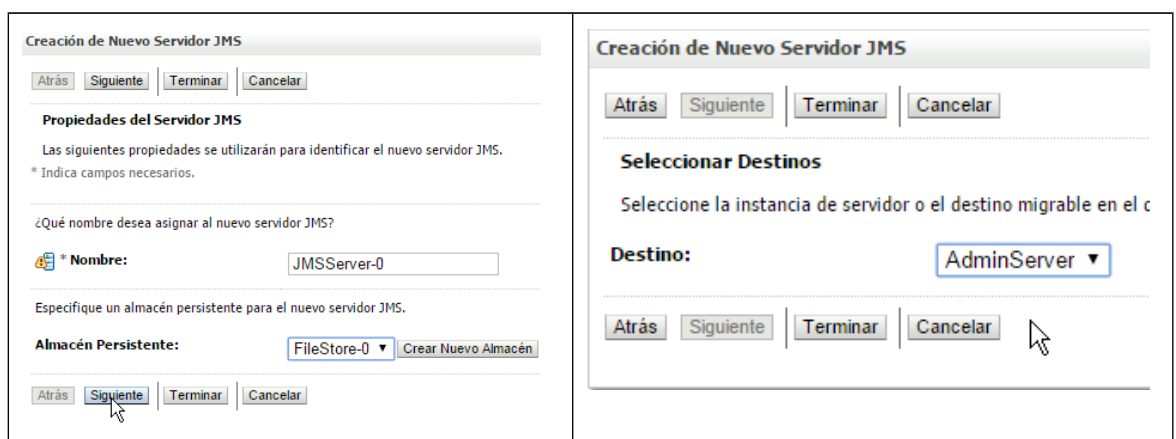 Creación de Nuevo Servidor JMS
Atrás Siguiente Terminar Cancelar
Propiedades del Servidor JMS
Las siguientes propiedades se utilizarán para identificar el nuevo servidor JMS.
* Indica campos necesarios.
¿Qué nombre desea asignar al nuevo servidor JMS?
* Nombre: JMSServer-0
Especifique un almacén persistente para el nuevo servidor JMS.
Almacén Persistente: FileStore-0 Crear Nuevo Almacén
Atrás Siguiente Terminar Cancelar
Creación de Nuevo Servidor JMS
Atrás Siguiente Terminar Cancelar
Seleccionar Destinos
Seleccione la instancia de servidor o el destino migrable en el
Destino: AdminServer
Atrás Siguiente Terminar Cancelar